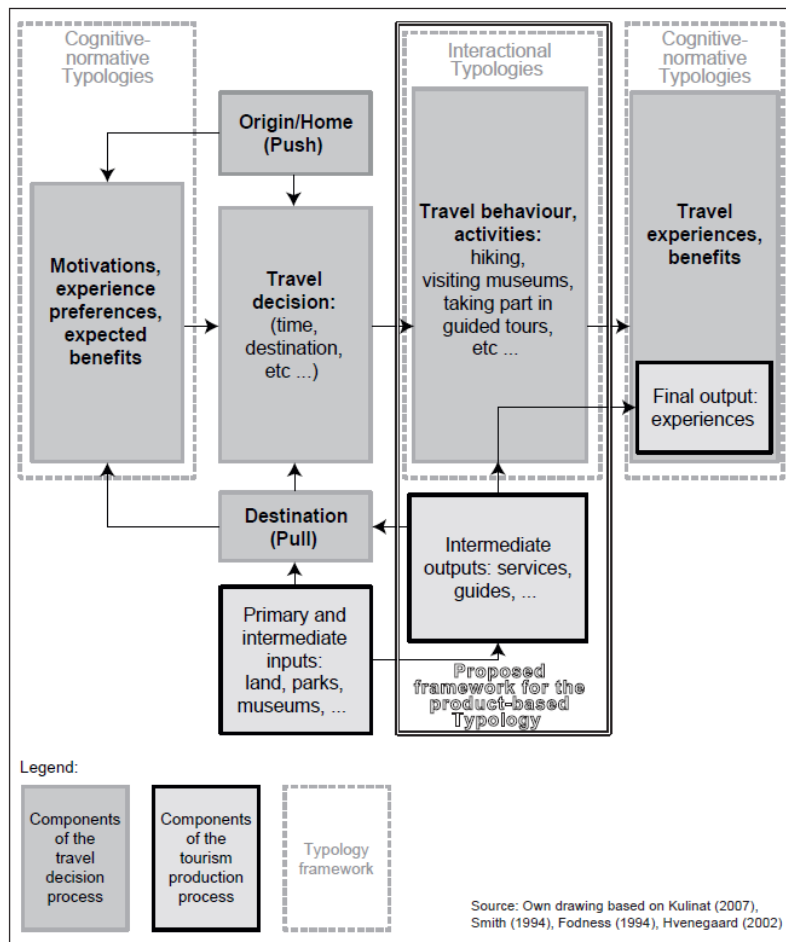 Cognitive-
normative
Typologies
Interactional
Typologies
Cognitive-
normative
Typologies
Origin/Home
(Push)
Motivations,
experience
preferences,
expected
benefits
Travel
decision:
(time,
destination,
etc ...)
Travel behaviour,
activities:
hiking,
visiting museums,
taking part in
guided tours,
etc ...
Travel
experiences,
benefits
Final output:
experiences
Destination
(Pull)
Intermediate
outputs: services,
guides, ...
Primary and
intermediate
inputs:
land, parks,
museums, ...
Proposed
framework for the
product-based
Typology
Legend:
Components
of the
travel
decision
process
Components
of the
tourism
production
process
Typology
framework
Source: Own drawing based on Kulinat (2007),
Smith (1994), Fodness (1994), Hvenegaard (2002)